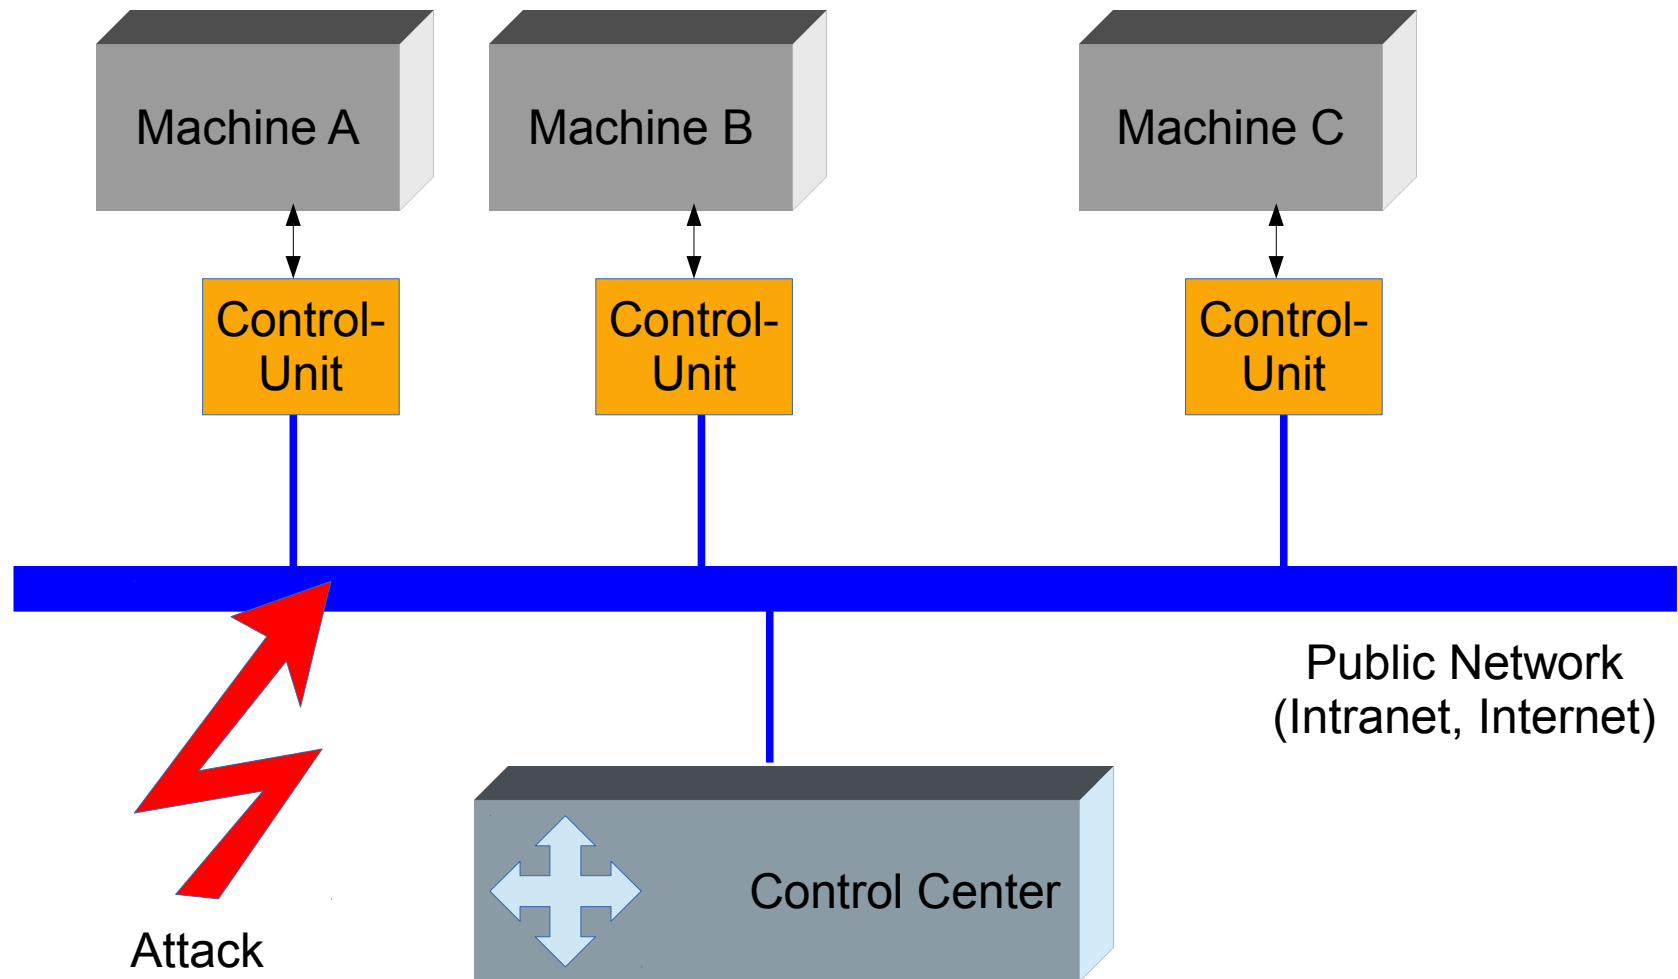 Machine A
Machine B
Machine C
Control-
Unit
Control-
Unit
Control-
Unit
Public Network
(Intranet, Internet)
Control Center
Attack